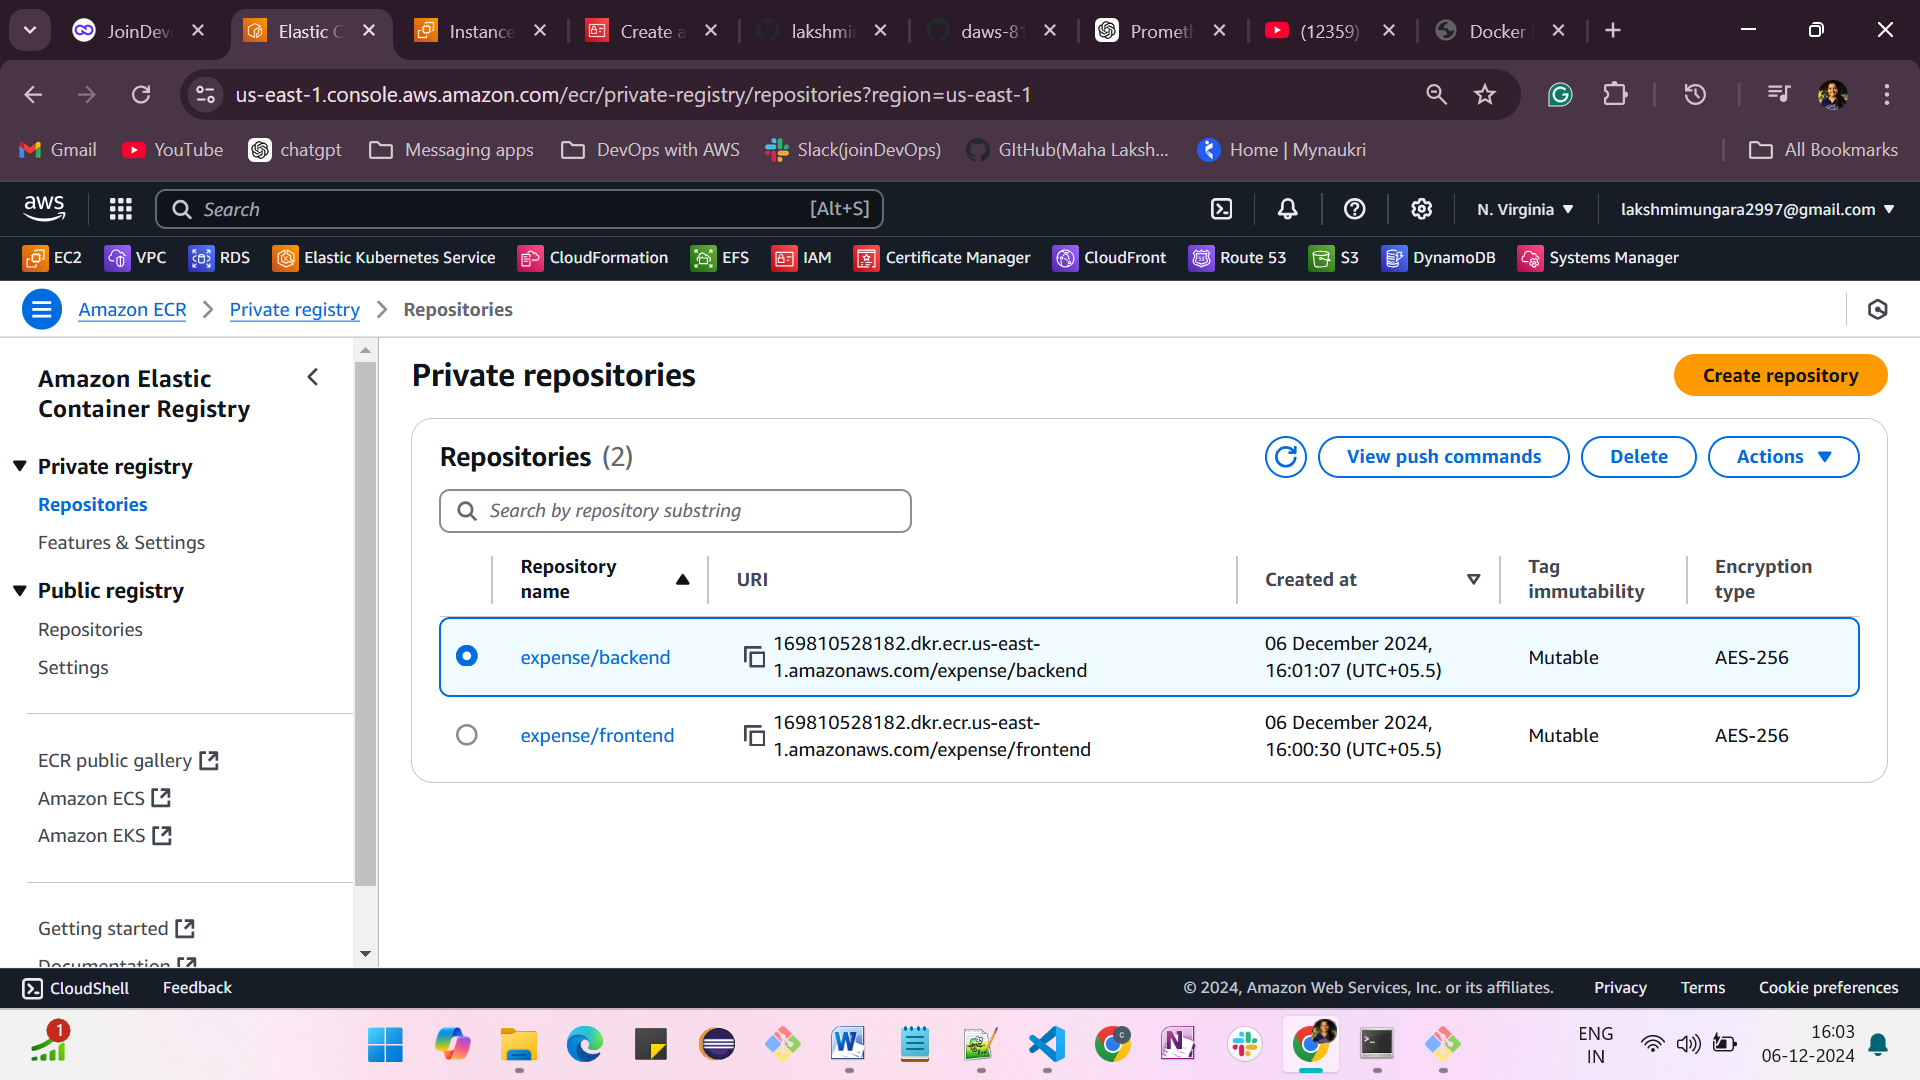 JoinDev
Elastic C
Instance
Create a
lakshmi
daws-81
Prometh
(12359)
Docker
us-east-1.console.aws.amazon.com/ecr/private-registry/repositories?region=us-east-1
Gmail
YouTube
chatgpt
Messaging apps
DevOps with AWS
Slack(joinDevOps)
GItHub(Maha Laksh...
Home | Mynaukri
All Bookmarks
aws
Search
[Alt+S]
N. Virginia
lakshmimungara2997@gmail.com
EC2
VPC
RDS
Elastic Kubernetes Service
CloudFormation
EFS
IAM
Certificate Manager
CloudFront
Route 53
S3
DynamoDB
Systems Manager
Amazon ECR
Private registry
Repositories
Amazon Elastic
Container Registry
Private registry
Repositories
Features & Settings
Public registry
Repositories
Settings
ECR public gallery
Amazon ECS
Amazon EKS
Getting started
Documentation
Private repositories
Create repository
Repositories (2)
View push commands
Delete
Actions
Search by repository substring
Repository
name
URI
Created at
Tag
immutability
Encryption
type
expense/backend
169810528182.dkr.ecr.us-east-
1.amazonaws.com/expense/backend
06 December 2024,
16:01:07 (UTC+05.5)
Mutable
AES-256
expense/frontend
169810528182.dkr.ecr.us-east-
1.amazonaws.com/expense/frontend
06 December 2024,
16:00:30 (UTC+05.5)
Mutable
AES-256
CloudShell
Feedback
© 2024, Amazon Web Services, Inc. or its affiliates.
Privacy
Terms
Cookie preferences
1
ENG
IN
16:03
06-12-2024